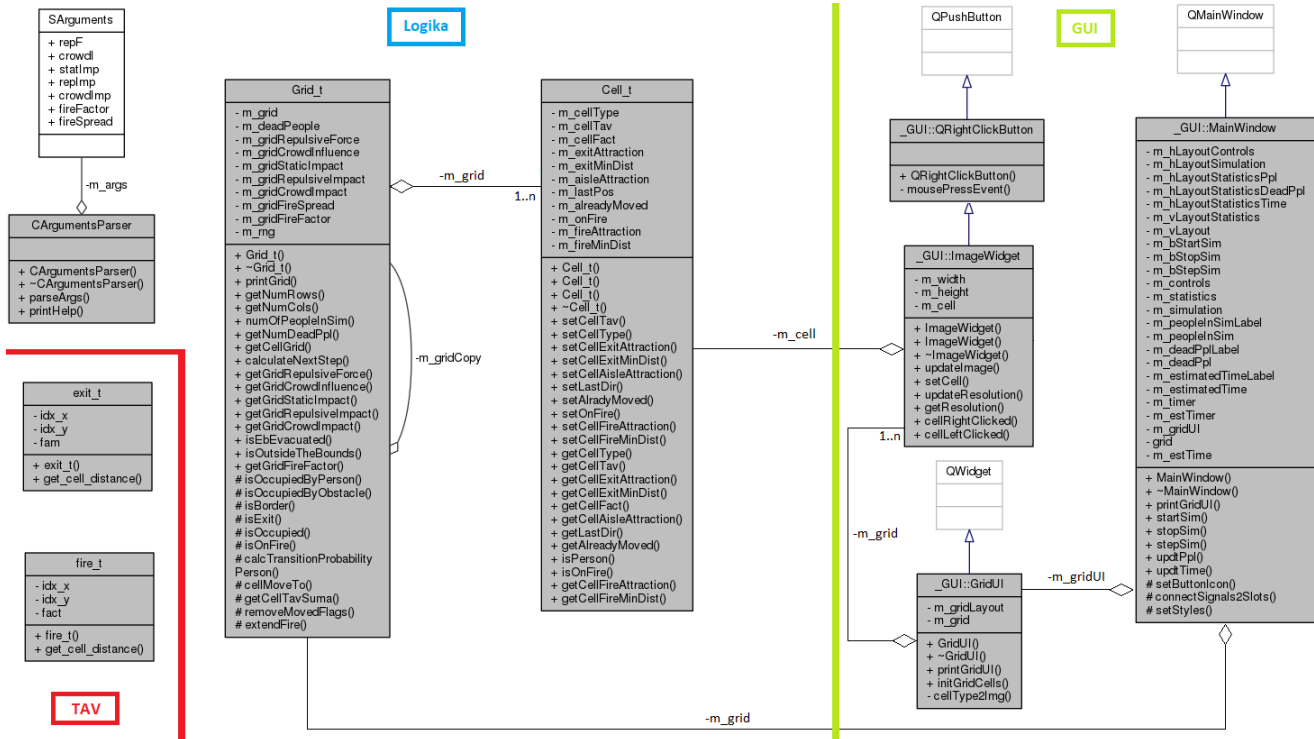 SArguments
+ repF
+ crowdI
+ statImp
+ repImp
+ crowdImp
+ fireFactor
+ fireSpread
-m_args
CArgumentsParser
+ CArgumentsParser()
+ ~CArgumentsParser()
+ parseArgs()
+ printHelp()
exit_t
- idx_x
- idx_y
- fam
+ exit_t()
+ get_cell_distance()
fire_t
- idx_x
- idx_y
- fact
+ fire_t()
+ get_cell_distance()
TAV
Logika
Grid_t
- m_grid
- m_deadPeople
- m_gridRepulsiveForce
- m_gridCrowdInfluence
- m_gridStaticImpact
- m_gridRepulsiveImpact
- m_gridCrowdImpact
- m_gridFireSpread
- m_gridFireFactor
- m_rng
+ Grid_t()
+ ~Grid_t()
+ printGrid()
+ getNumRows()
+ getNumCols()
+ numOfPeopleInSim()
+ getNumDeadPpl()
+ getCellGrid()
+ calculateNextStep()
+ getGridRepulsiveForce()
+ getGridCrowdInfluence()
+ getGridStaticImpact()
+ getGridRepulsiveImpact()
+ getGridCrowdImpact()
+ isEbEvacuated()
+ isOutsideTheBounds()
+ getGridFireFactor()
# isOccupiedByPerson()
# isOccupiedByObstacle()
# isBorder()
# isExit()
# isOccupied()
# isOnFire()
# calcTransitionProbability
Person()
# cellMoveTo()
# getCellTavSuma()
# removeMovedFlags()
# extendFire()
-m_gridCopy
-m_grid
1..n
Cell_t
- m_cellType
- m_cellTav
- m_cellFact
- m_exitAttraction
- m_exitMinDist
- m_aisleAttraction
- m_lastPos
- m_alreadyMoved
- m_onFire
- m_fireAttraction
- m_fireMinDist
+ Cell_t()
+ Cell_t()
+ Cell_t()
+ ~Cell_t()
+ setCellTav()
+ setCellType()
+ setCellExitAttraction()
+ setCellExitMinDist()
+ setCellAisleAttraction()
+ setLastDir()
+ setAlradyMoved()
+ setOnFire()
+ setCellFireAttraction()
+ setCellFireMinDist()
+ getCellType()
+ getCellTav()
+ getCellExitAttraction()
+ getCellExitMinDist()
+ getCellFact()
+ getCellAisleAttraction()
+ getLastDir()
+ getAlreadyMoved()
+ isPerson()
+ isOnFire()
+ getCellFireAttraction()
+ getCellFireMinDist()
-m_cell
GUI
QPushButton
_GUI::QRightClickButton
+ QRightClickButton()
- mousePressEvent()
_GUI::ImageWidget
- m_width
- m_height
- m_cell
+ ImageWidget()
+ ImageWidget()
+ ~ImageWidget()
+ updateImage()
+ setCell()
+ updateResolution()
+ getResolution()
+ cellRightClicked()
+ cellLeftClicked()
1..n
-m_grid
QWidget
_GUI::GridUI
- m_gridLayout
- m_grid
+ GridUI()
+ ~GridUI()
+ printGridUI()
+ initGridCells()
- cellType2Img()
-m_gridUI
QMainWindow
_GUI::MainWindow
- m_hLayoutControls
- m_hLayoutSimulation
- m_hLayoutStatisticsPpl
- m_hLayoutStatisticsDeadPpl
- m_hLayoutStatisticsTime
- m_vLayoutStatistics
- m_vLayout
- m_bStartSim
- m_bStopSim
- m_bStepSim
- m_controls
- m_statistics
- m_simulation
- m_peopleInSimLabel
- m_peopleInSim
- m_deadPplLabel
- m_deadPpl
- m_estimatedTimeLabel
- m_estimatedTime
- m_timer
- m_estTimer
- m_gridUI
- grid
- m_estTime
+ MainWindow()
+ ~MainWindow()
+ printGridUI()
+ startSim()
+ stopSim()
+ stepSim()
+ updtPpl()
+ updtTime()
# setButtonIcon()
# connectSignals2Slots()
# setStyles()
-m_grid